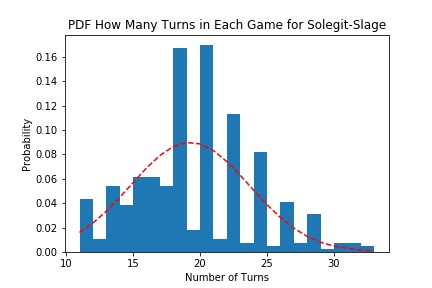 PDF How Many Turns in Each Game for Solegit-Slage
0.16
0.14
0.12
0.10
0.08
0.06
0.04
0.02
0.00
Probability
10 15 20 25 30
Number of Turns